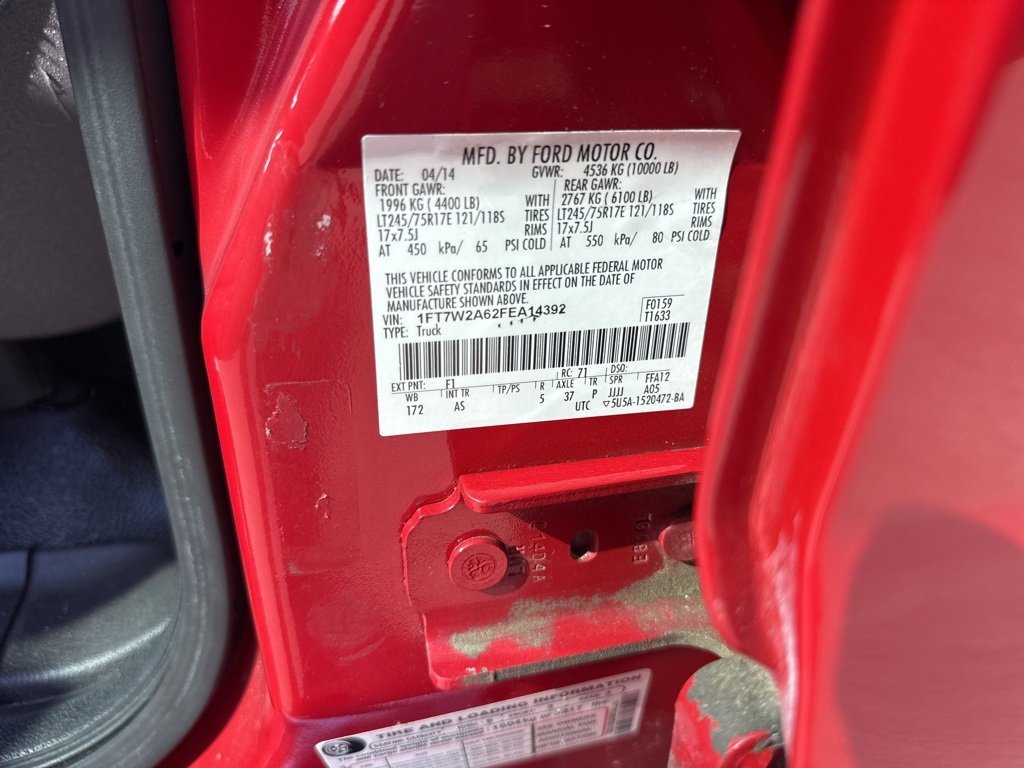 MFD. BY FORD MOTOR CO.
DATE: 04/14 GVWR: 4536 KG (10000 LB)
FRONT GAWR: REAR GAWR:
1996 KG ( 4400 LB) WITH 2767 KG ( 6100 LB) WITH
LT245/75R17E 121/118S TIRES LT245/75R17E 121/118S TIRES
17x7.5J RIMS 17x7.5J RIMS
AT 450 kPa/ 65 PSI COLD AT 550 kPa/ 80 PSI COLD
THIS VEHICLE CONFORMS TO ALL APPLICABLE FEDERAL MOTOR
VEHICLE SAFETY STANDARDS IN EFFECT ON THE DATE OF
MANUFACTURE SHOWN ABOVE.
VIN: 1FT7W2A62FEA14392 F0159
TYPE: Truck T1633
EXT PNT: F1 RC: 71 DSO:
WB INT TR TP/PS R AXLE TR SPR FFA12
172 AS 5 37 P JJJJ A05
UTC ▽5U5A-1520472-BA
TIRE AND LOADING INFORMATION
SEATING CAPACITY